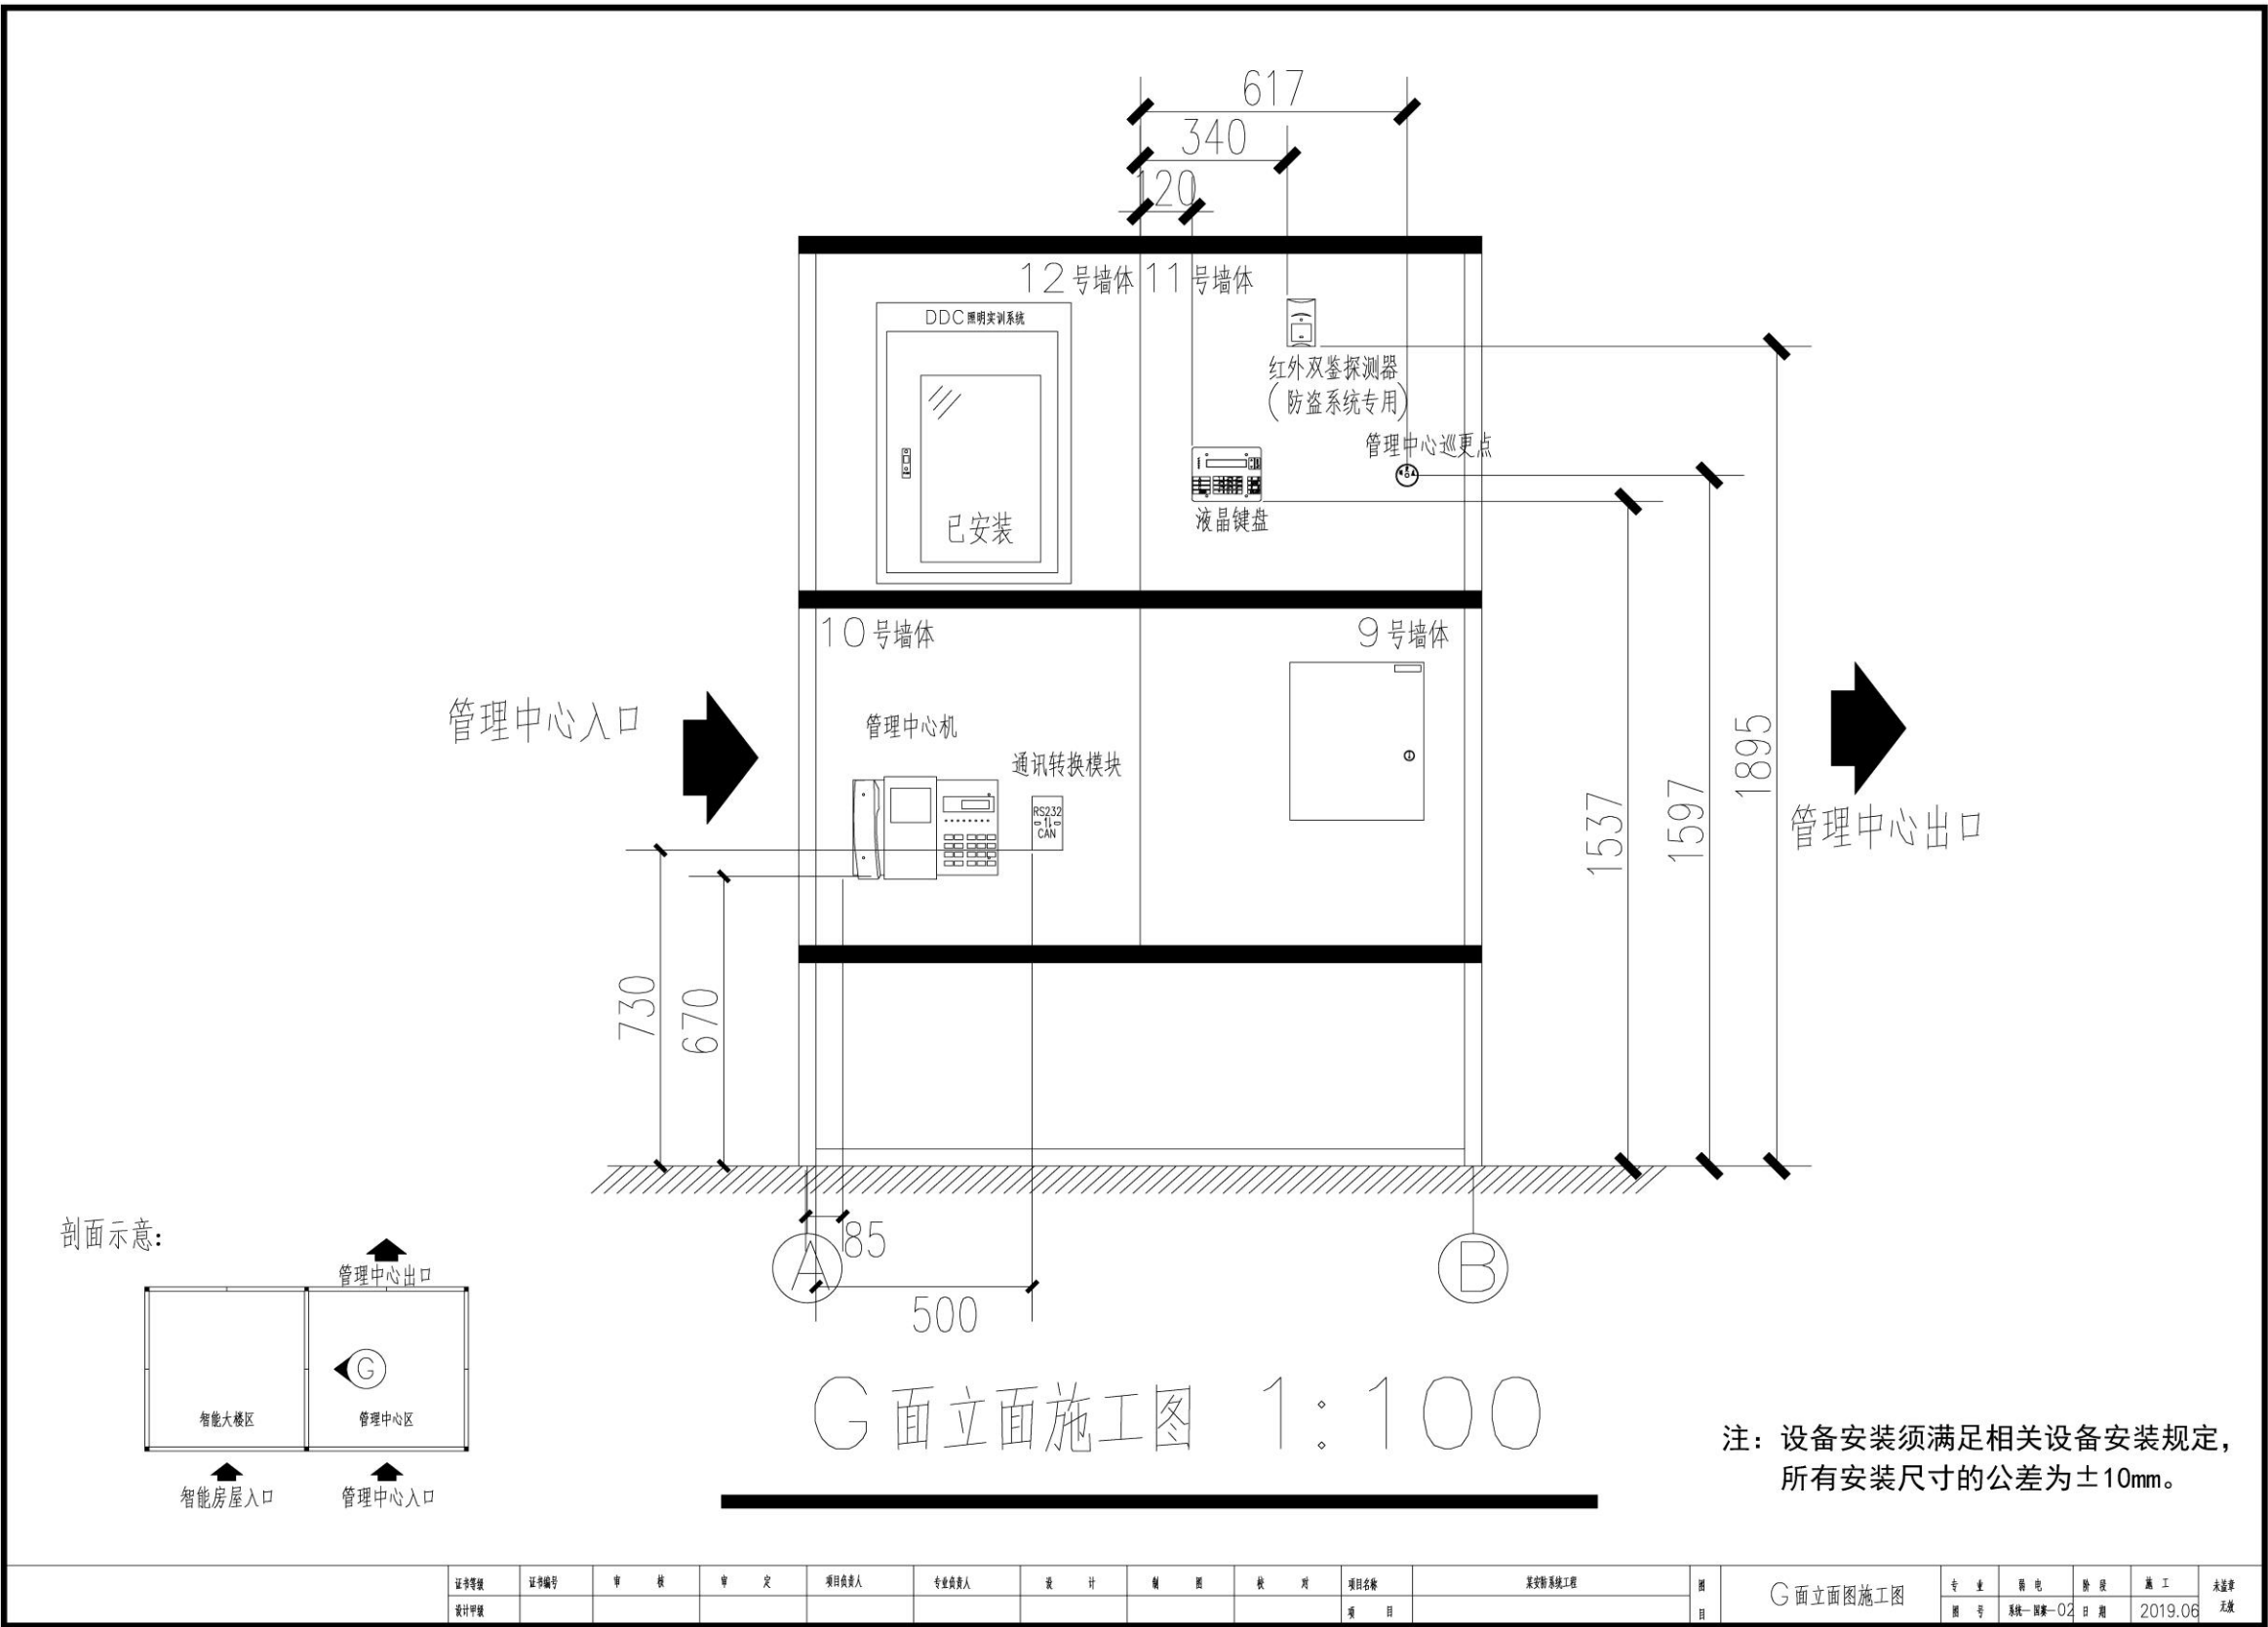 617
340
120
12号墙体 11号墙体
DDC照明实训系统
已安装
红外双鉴探测器
(防盗系统专用)
管理中心巡更点
液晶键盘
10号墙体
9号墙体
管理中心入口
管理中心机
通讯转换模块
RS232
CAN
1895
1597
1537
管理中心出口
730
670
85
A
B
500
剖面示意:
管理中心出口
G
智能大楼区
管理中心区
智能房屋入口
管理中心入口
G面立面施工图 1:100
注: 设备安装须满足相关设备安装规定,
所有安装尺寸的公差为±10mm。
证书等级 证书编号 审 核 审 定 项目负责人 专业负责人 设 计 制 图 校 对 项目名称 某安防系统工程 图 专 业 弱 电 阶 段 施 工 未盖章
G面立面图施工图
设计甲级 项 目 目 图 号 系统-国赛-02 日 期 2019.06 无效